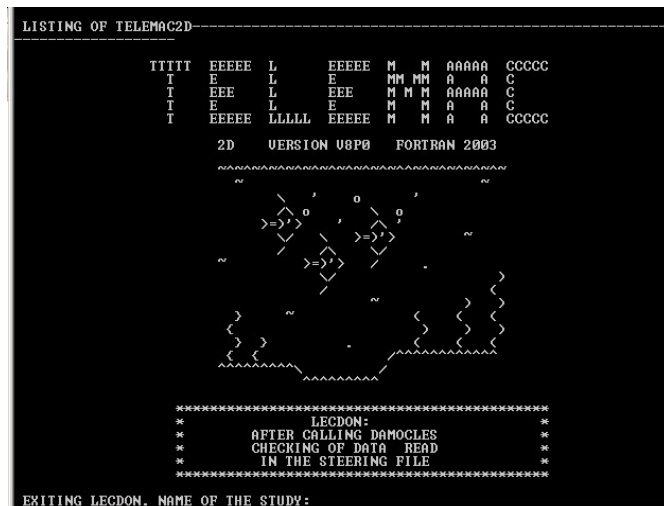 LISTING OF TELEMAC2D------------------------------------------------------
-------------------
TTTTT  EEEEE  L      EEEEE  M   M  AAAAA  CCCCC
  T    E      L      E      MM MM  A   A  C
  T    EEE    L      EEE    M M M  AAAAA  C
  T    E      L      E      M   M  A   A  C
  T    EEEEE  LLLLL  EEEEE  M   M  A   A  CCCCC
2D    VERSION V8P0    FORTRAN 2003
*********************************************
* LECDON: *
* AFTER CALLING DAMOCLES *
* CHECKING OF DATA  READ *
* IN THE STEERING FILE *
*********************************************
EXITING LECDON. NAME OF THE STUDY: